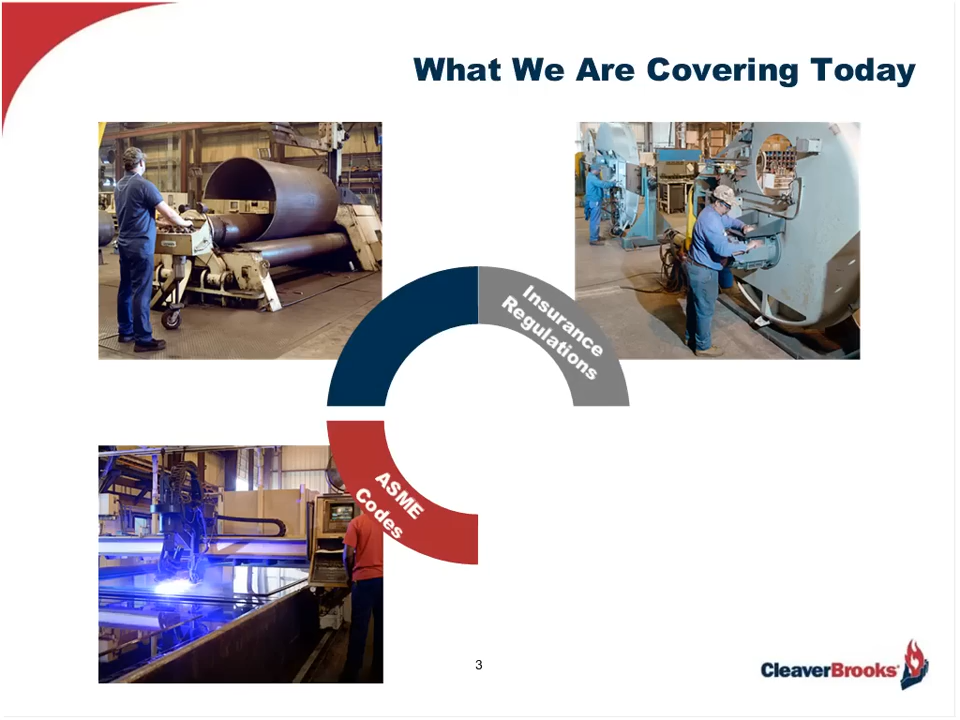 What We Are Covering Today
Insurance
Regulations
ASME
Codes
3
CleaverBrooks